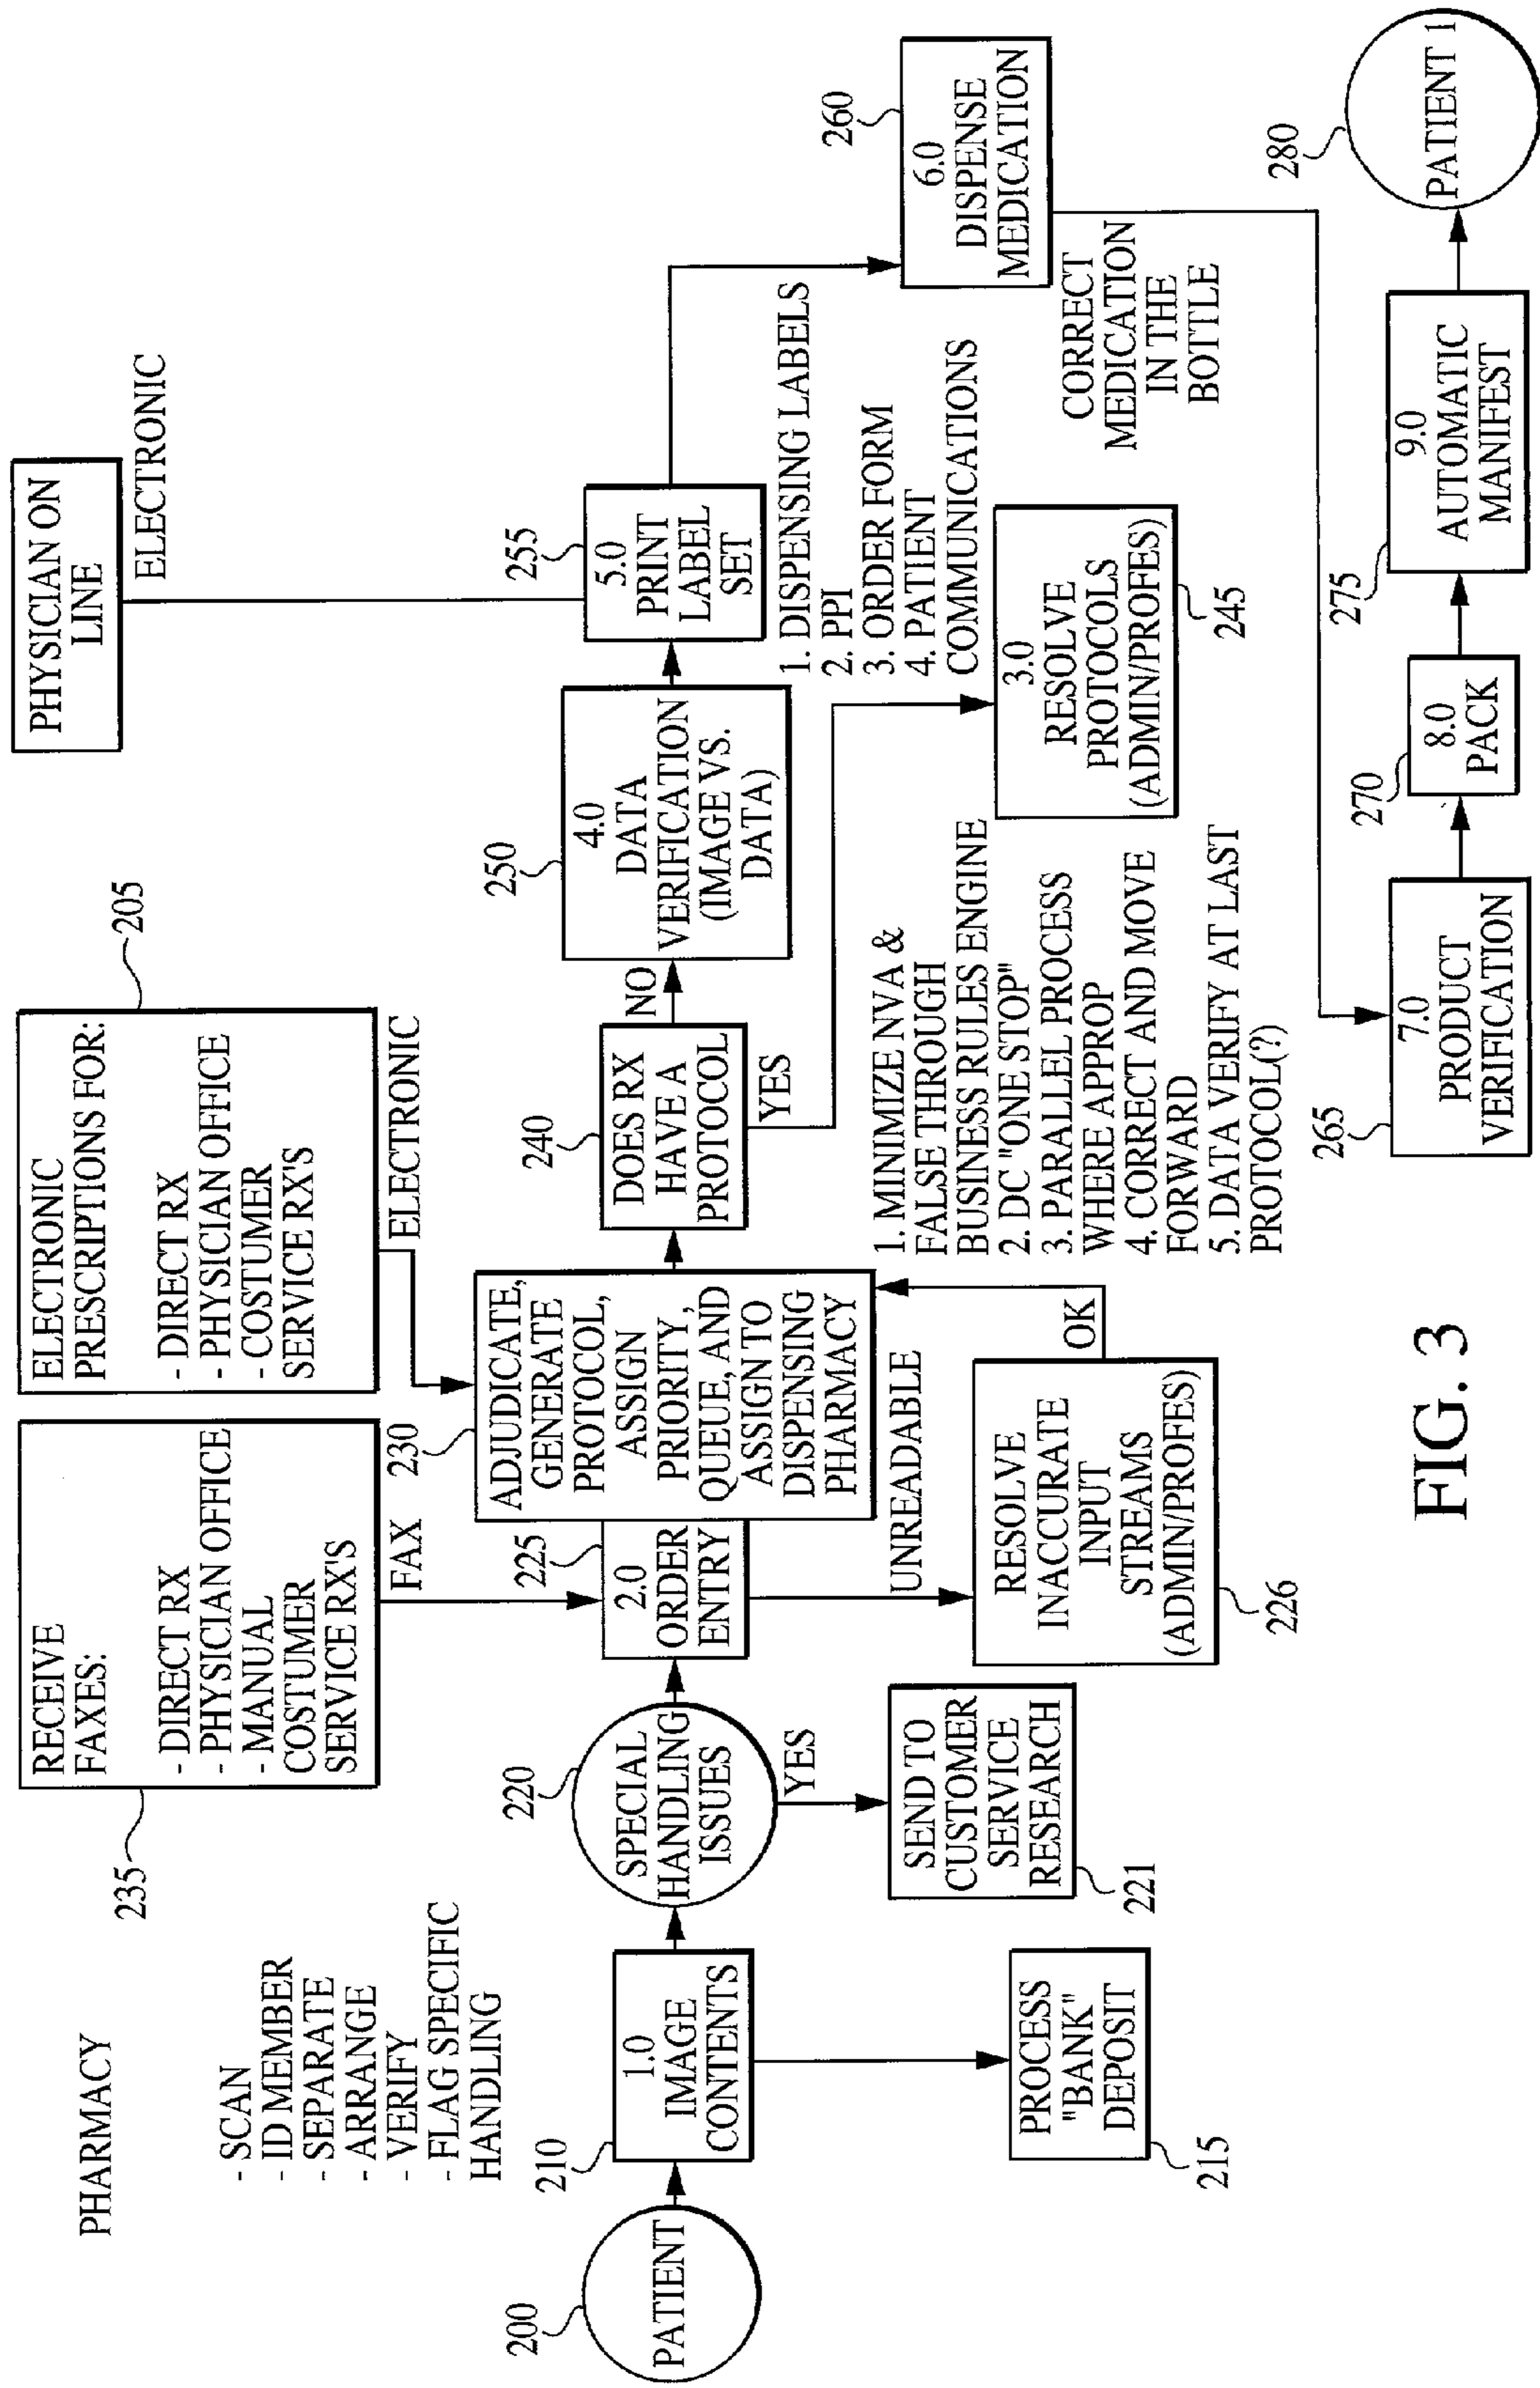 PHARMACY
- SCAN
- ID MEMBER
- SEPARATE
- ARRANGE
- VERIFY
- FLAG SPECIFIC
HANDLING
235
RECEIVE
FAXES:
- DIRECT RX
- PHYSICIAN OFFICE
- MANUAL
COSTUMER
SERVICE RX'S
FAX
205
ELECTRONIC
PRESCRIPTIONS FOR:
- DIRECT RX
- PHYSICIAN OFFICE
- COSTUMER
SERVICE RX'S
ELECTRONIC
PHYSICIAN ON
LINE
ELECTRONIC
200
PATIENT
210
1.0
IMAGE
CONTENTS
215
PROCESS
"BANK"
DEPOSIT
220
SPECIAL
HANDLING
ISSUES
YES
SEND TO
CUSTOMER
SERVICE
RESEARCH
221
225
2.0
ORDER
ENTRY
UNREADABLE
RESOLVE
INACCURATE
INPUT
STREAMS
(ADMIN/PROFES)
226
OK
230
ADJUDICATE,
GENERATE
PROTOCOL,
ASSIGN
PRIORITY,
QUEUE, AND
ASSIGN TO
DISPENSING
PHARMACY
240
DOES RX
HAVE A
PROTOCOL
NO
YES
1. MINIMIZE NVA &
FALSE THROUGH
BUSINESS RULES ENGINE
2. DC "ONE STOP"
3. PARALLEL PROCESS
WHERE APPROP
4. CORRECT AND MOVE
FORWARD
5. DATA VERIFY AT LAST
PROTOCOL(?)
250
4.0
DATA
VERIFICATION
(IMAGE VS.
DATA)
3.0
RESOLVE
PROTOCOLS
(ADMIN/PROFES)
245
255
5.0
PRINT
LABEL
SET
1. DISPENSING LABELS
2. PPI
3. ORDER FORM
4. PATIENT
COMMUNICATIONS
260
6.0
DISPENSE
MEDICATION
CORRECT
MEDICATION
IN THE
BOTTLE
265
7.0
PRODUCT
VERIFICATION
270
8.0
PACK
275
9.0
AUTOMATIC
MANIFEST
280
PATIENT 1
FIG. 3